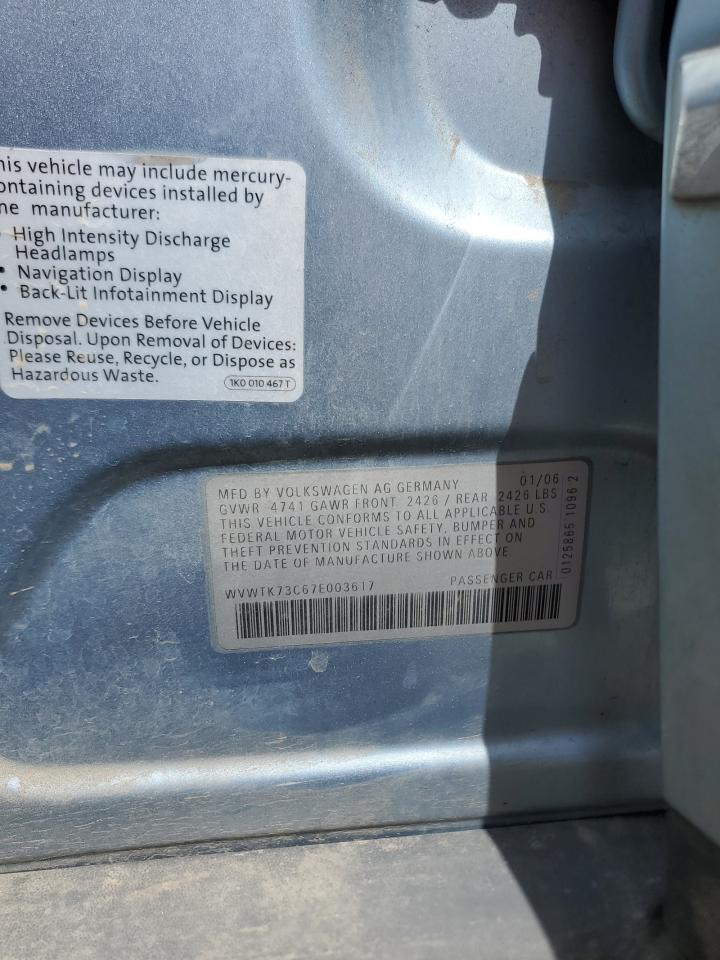 his vehicle may include mercury-
ontaining devices installed by
ne manufacturer:
High Intensity Discharge
Headlamps
• Navigation Display
• Back-Lit Infotainment Display
Remove Devices Before Vehicle
Disposal. Upon Removal of Devices:
Please Reuse, Recycle, or Dispose as
Hazardous Waste.
1K0 010 467 T
MFD BY VOLKSWAGEN AG GERMANY 01/06
GVWR 4741 GAWR FRONT 2426 / REAR 2426 LBS
THIS VEHICLE CONFORMS TO ALL APPLICABLE U.S.
FEDERAL MOTOR VEHICLE SAFETY, BUMPER AND
THEFT PREVENTION STANDARDS IN EFFECT ON
THE DATE OF MANUFACTURE SHOWN ABOVE.
WVWTK73C67E003617 PASSENGER CAR
0125865 1096 2